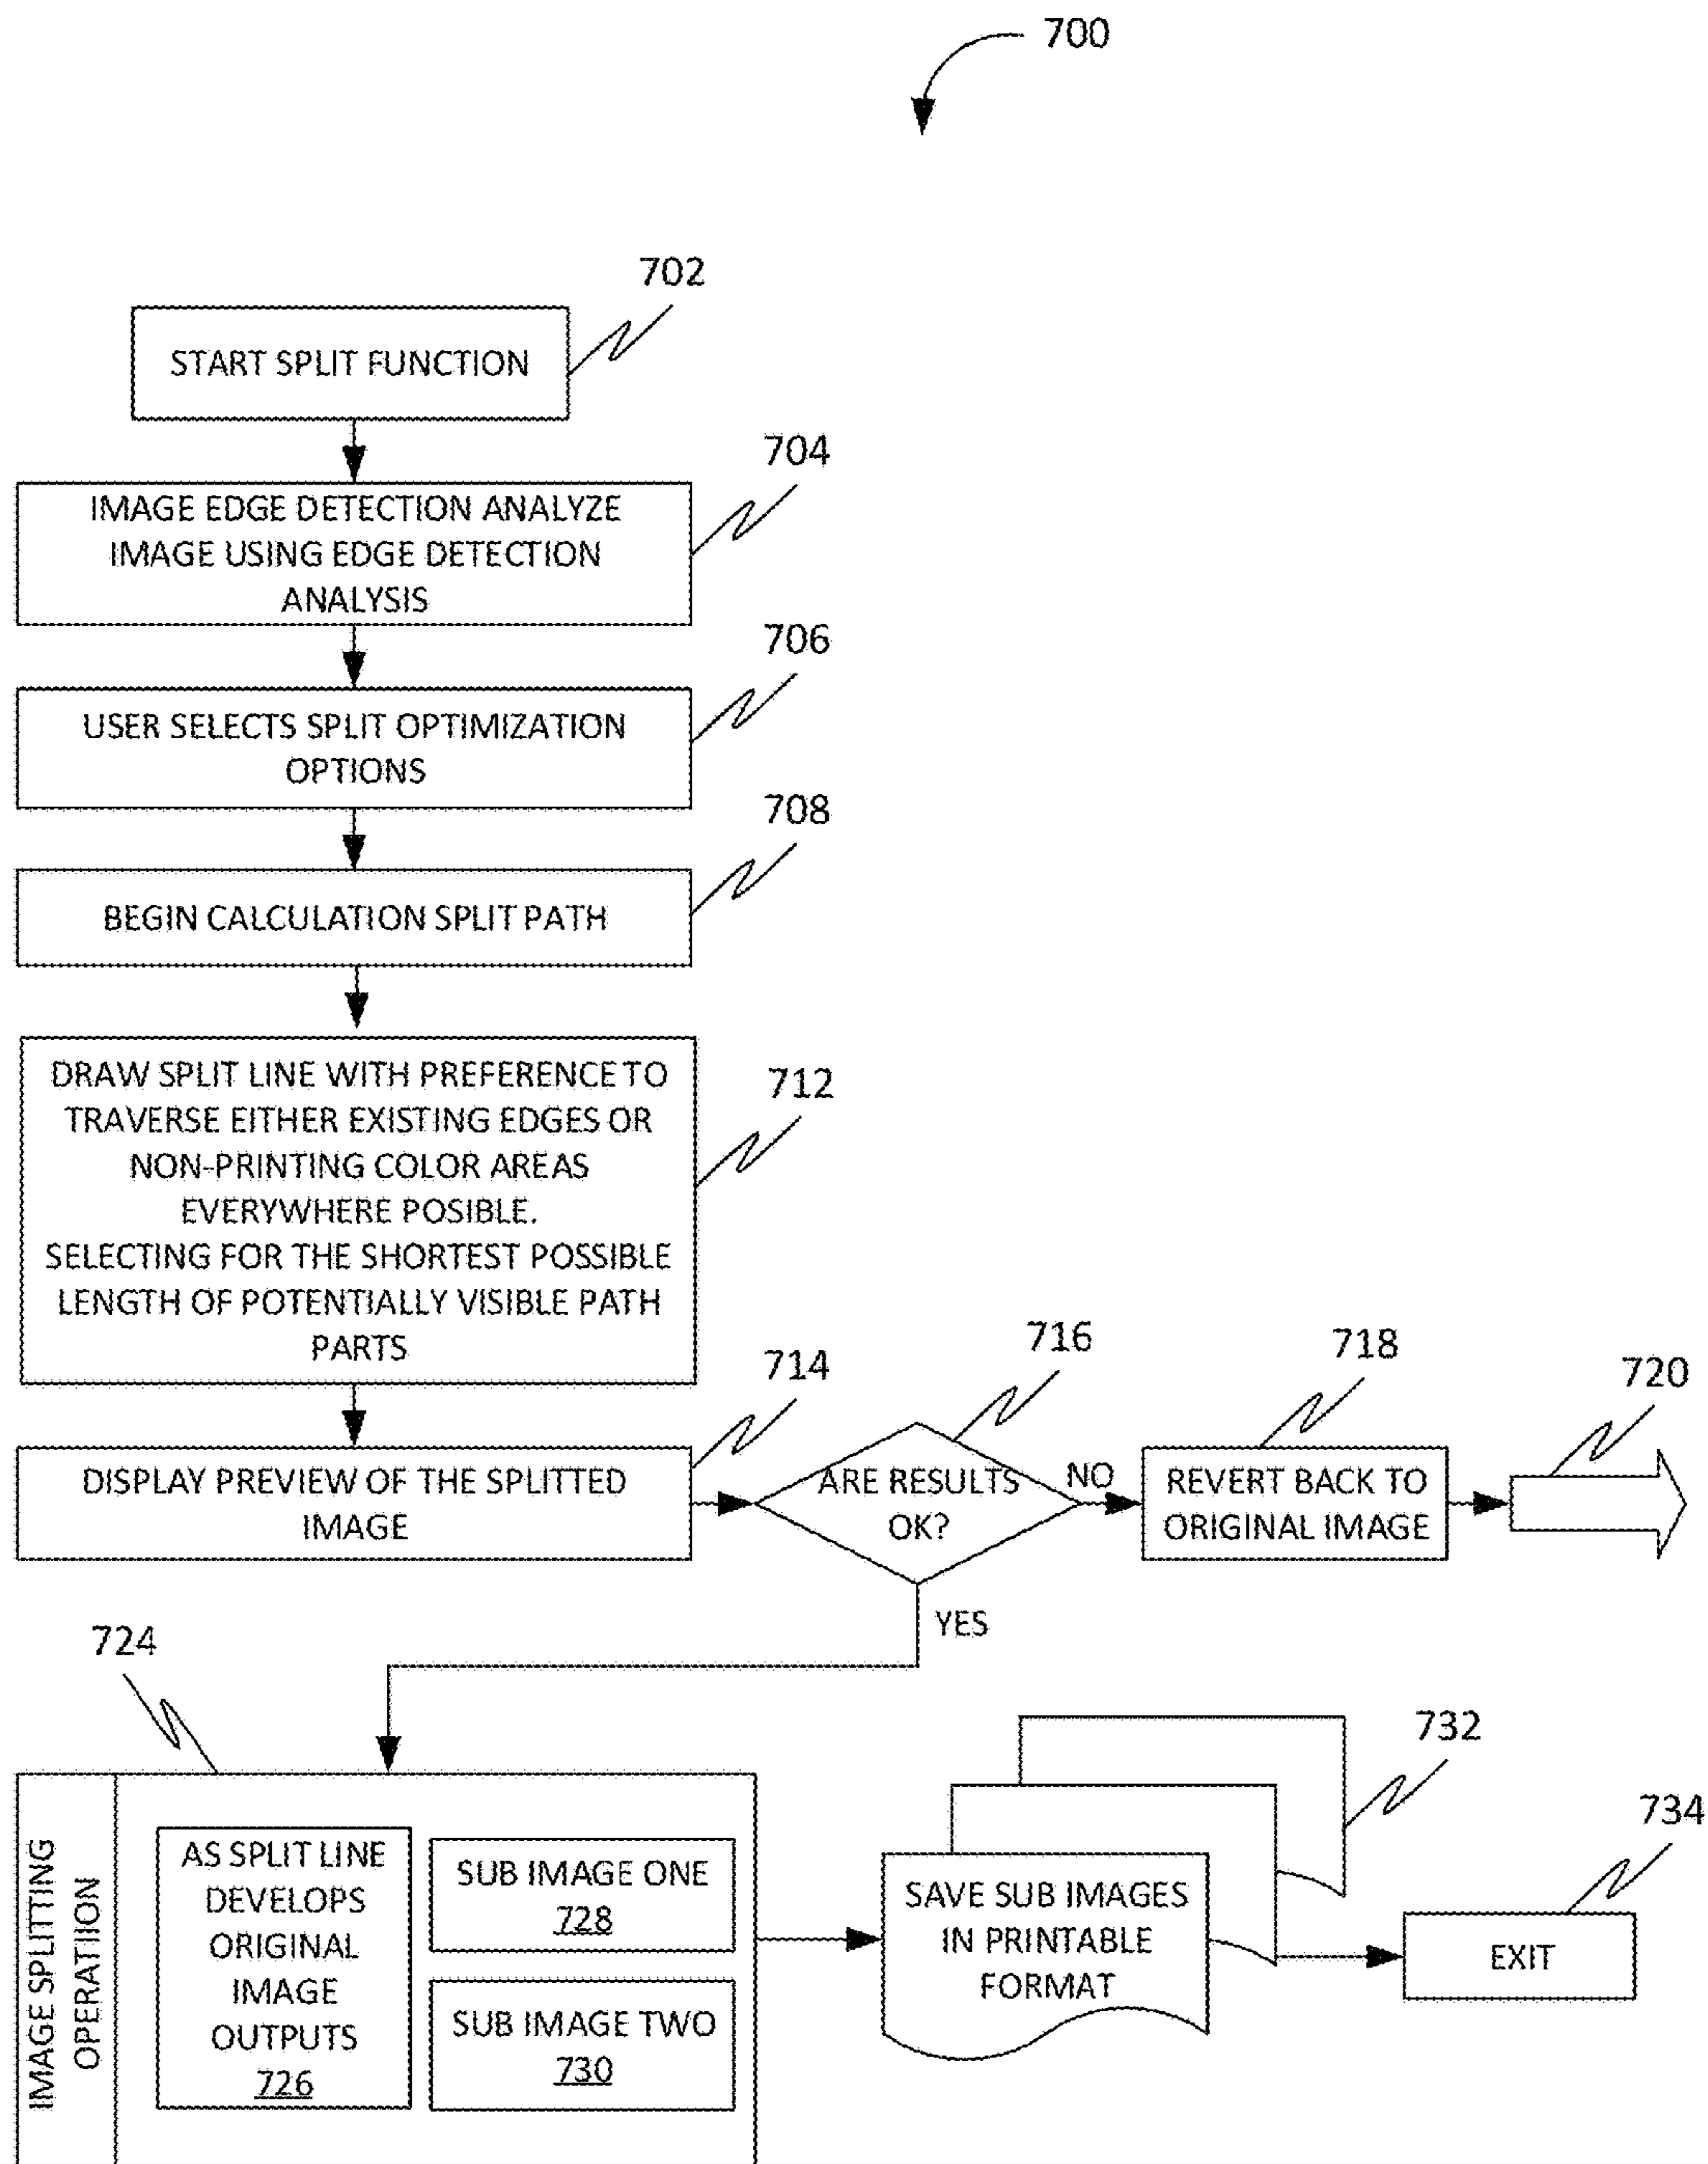 700
702
START SPLIT FUNCTION
704
IMAGE EDGE DETECTION ANALYZE
IMAGE USING EDGE DETECTION
ANALYSIS
706
USER SELECTS SPLIT OPTIMIZATION
OPTIONS
708
BEGIN CALCULATION SPLIT PATH
712
DRAW SPLIT LINE WITH PREFERENCE TO
TRAVERSE EITHER EXISTING EDGES OR
NON-PRINTING COLOR AREAS
EVERYWHERE POSIBLE.
SELECTING FOR THE SHORTEST POSSIBLE
LENGTH OF POTENTIALLY VISIBLE PATH
PARTS
714
DISPLAY PREVIEW OF THE SPLITTED
IMAGE
716
ARE RESULTS
OK?
NO
YES
718
REVERT BACK TO
ORIGINAL IMAGE
720
724
IMAGE SPLITTING
OPERATION
AS SPLIT LINE
DEVELOPS
ORIGINAL
IMAGE
OUTPUTS
726
SUB IMAGE ONE
728
SUB IMAGE TWO
730
732
SAVE SUB IMAGES
IN PRINTABLE
FORMAT
734
EXIT